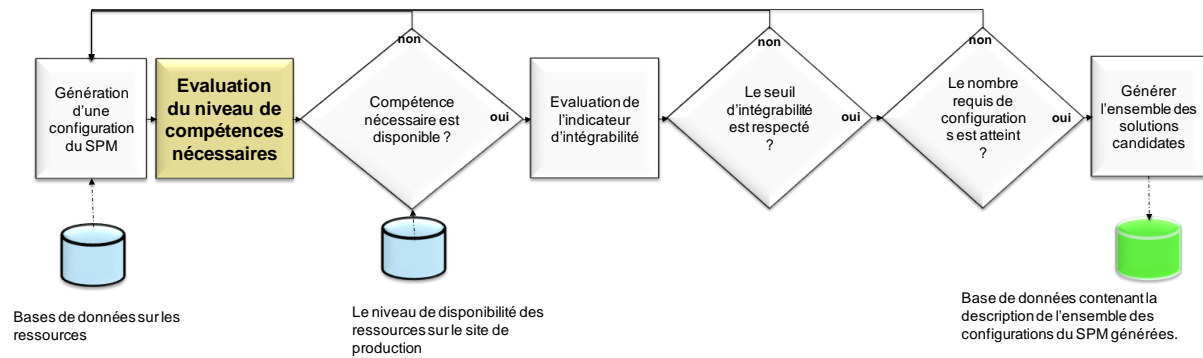 Génération
d'une
configuration
du SPM
Evaluation
du niveau de
compétences
nécessaires
non
Compétence
nécessaire est
disponible ?
oui
Evaluation de
l'indicateur
d'intégrabilité
non
Le seuil
d'intégrabilité
est respecté
?
oui
non
Le nombre
requis de
configuration
s est atteint
?
oui
Générer
l'ensemble des
solutions
candidates
Bases de données sur les
ressources
Le niveau de disponibilité des
ressources sur le site de
production
Base de données contenant la
description de l'ensemble des
configurations du SPM générées.